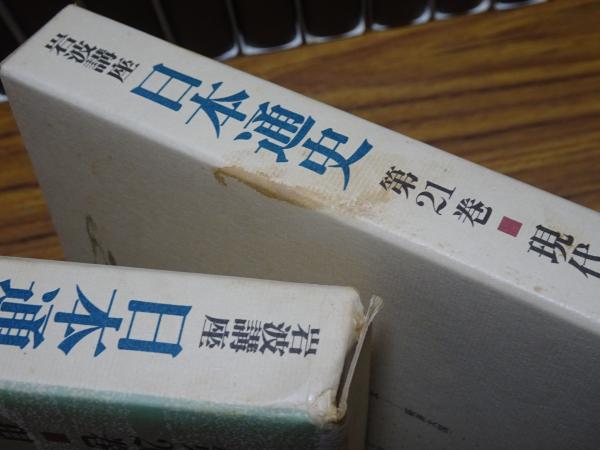 岩波講座
日本通史
第21巻
現代
岩波講座
日本通